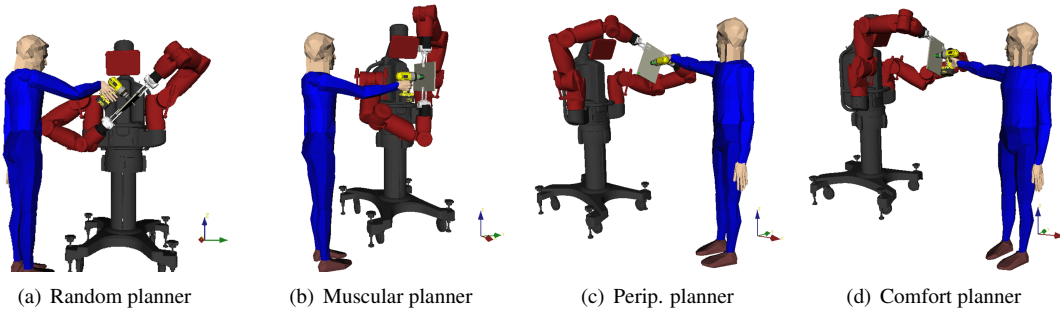 (a) Random planner
(b) Muscular planner
(c) Perip. planner
(d) Comfort planner